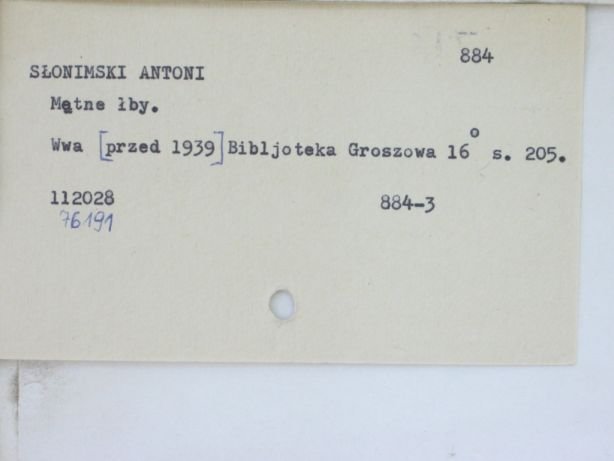 884
SŁONIMSKI ANTONI
Mętne łby.
Wwa [przed 1939] Bibljoteka Groszowa 16° s. 205.
112028 884-3
76191